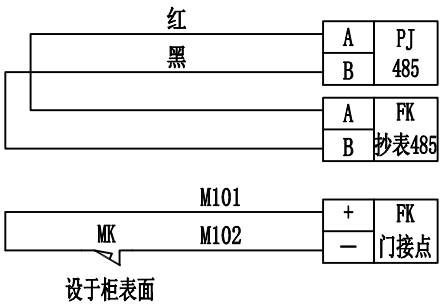 红
A PJ
黑
B 485
A FK
B 抄表485
M101
+ FK
MK M102
— 门接点
设于柜表面